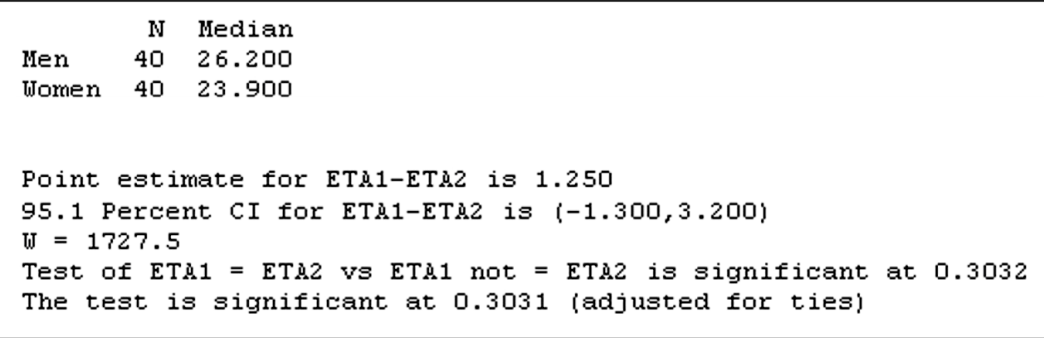 N Median
Men 40 26.200
Women 40 23.900
Point estimate for ETA1-ETA2 is 1.250
95.1 Percent CI for ETA1-ETA2 is (-1.300,3.200)
W = 1727.5
Test of ETA1 = ETA2 vs ETA1 not = ETA2 is significant at 0.3032
The test is significant at 0.3031 (adjusted for ties)